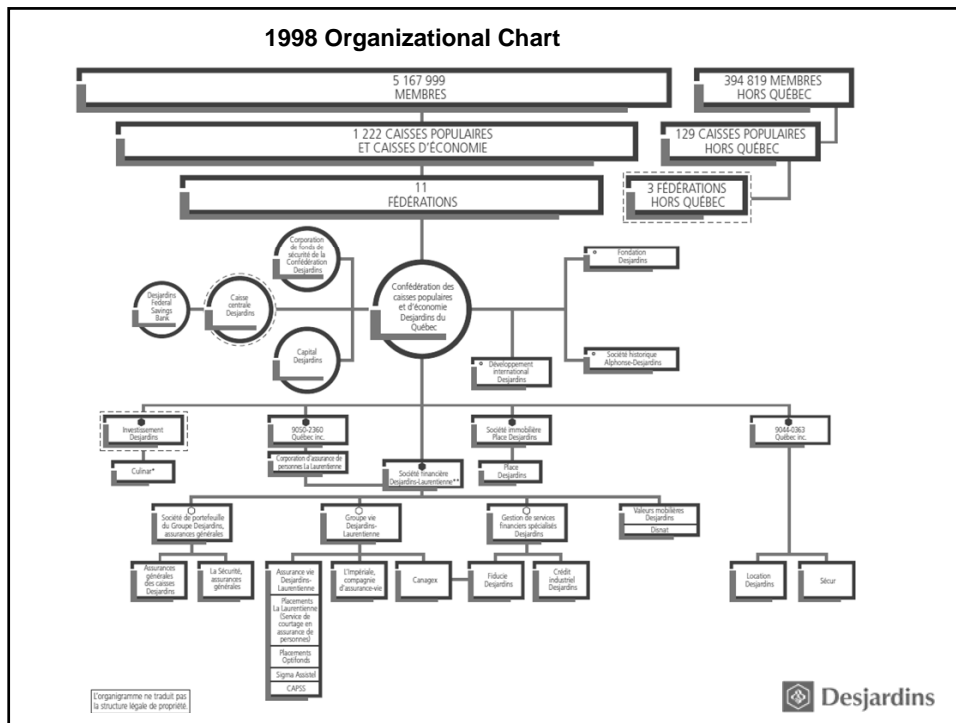 1998 Organizational Chart
5 167 999
MEMBRES
394 819 MEMBRES
HORS QUÉBEC
1 222 CAISSES POPULAIRES
ET CAISSES D'ÉCONOMIE
129 CAISSES POPULAIRES
HORS QUÉBEC
11
FÉDÉRATIONS
3 FÉDÉRATIONS
HORS QUÉBEC
Corporation
de fonds de
sécurité de la
Confédération
Desjardins
Fondation
Desjardins
Desjardins
Federal
Savings
Bank
Caisse
centrale
Desjardins
Confédération des
caisses populaires
et d'économie
Desjardins du
Québec
Capital
Desjardins
Développement
international
Desjardins
Société historique
Alphonse-Desjardins
Investissement
Desjardins
9050-2360
Québec inc.
Société immobilière
Place Desjardins
9044-0363
Québec inc.
Culinar*
Corporation d'assurance de
personnes La Laurentienne
Société financière
Desjardins-Laurentienne**
Place
Desjardins
Société de portefeuille
du Groupe Desjardins,
assurances générales
Groupe vie
Desjardins-
Laurentienne
Gestion de services
financiers spécialisés
Desjardins
Valeurs mobilières
Desjardins
Disnat
Assurances
générales
des caisses
Desjardins
La Sécurité,
assurances
générales
Assurance vie
Desjardins-
Laurentienne
Placements
La Laurentienne
(Service de
courtage en
assurance de
personnes)
Placements
Optifonds
Sigma Assistel
CAPSS
L'Impériale,
compagnie
d'assurance-vie
Canagex
Fiducie
Desjardins
Crédit
industriel
Desjardins
Location
Desjardins
Sécur
L'organigramme ne traduit pas
la structure légale de propriété.
Desjardins